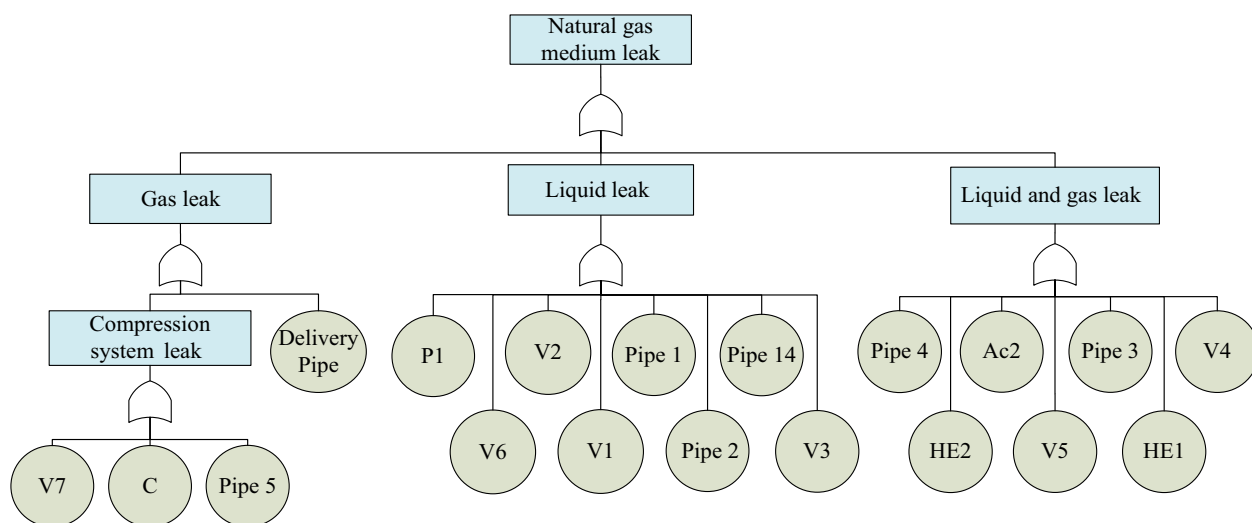 Natural gas
medium leak
Gas leak
Liquid leak
Liquid and gas leak
Compression
system leak
Delivery
Pipe
P1
V2
Pipe 1
Pipe 14
Pipe 4
Ac2
Pipe 3
V4
V6
V1
Pipe 2
V3
HE2
V5
HE1
V7
C
Pipe 5